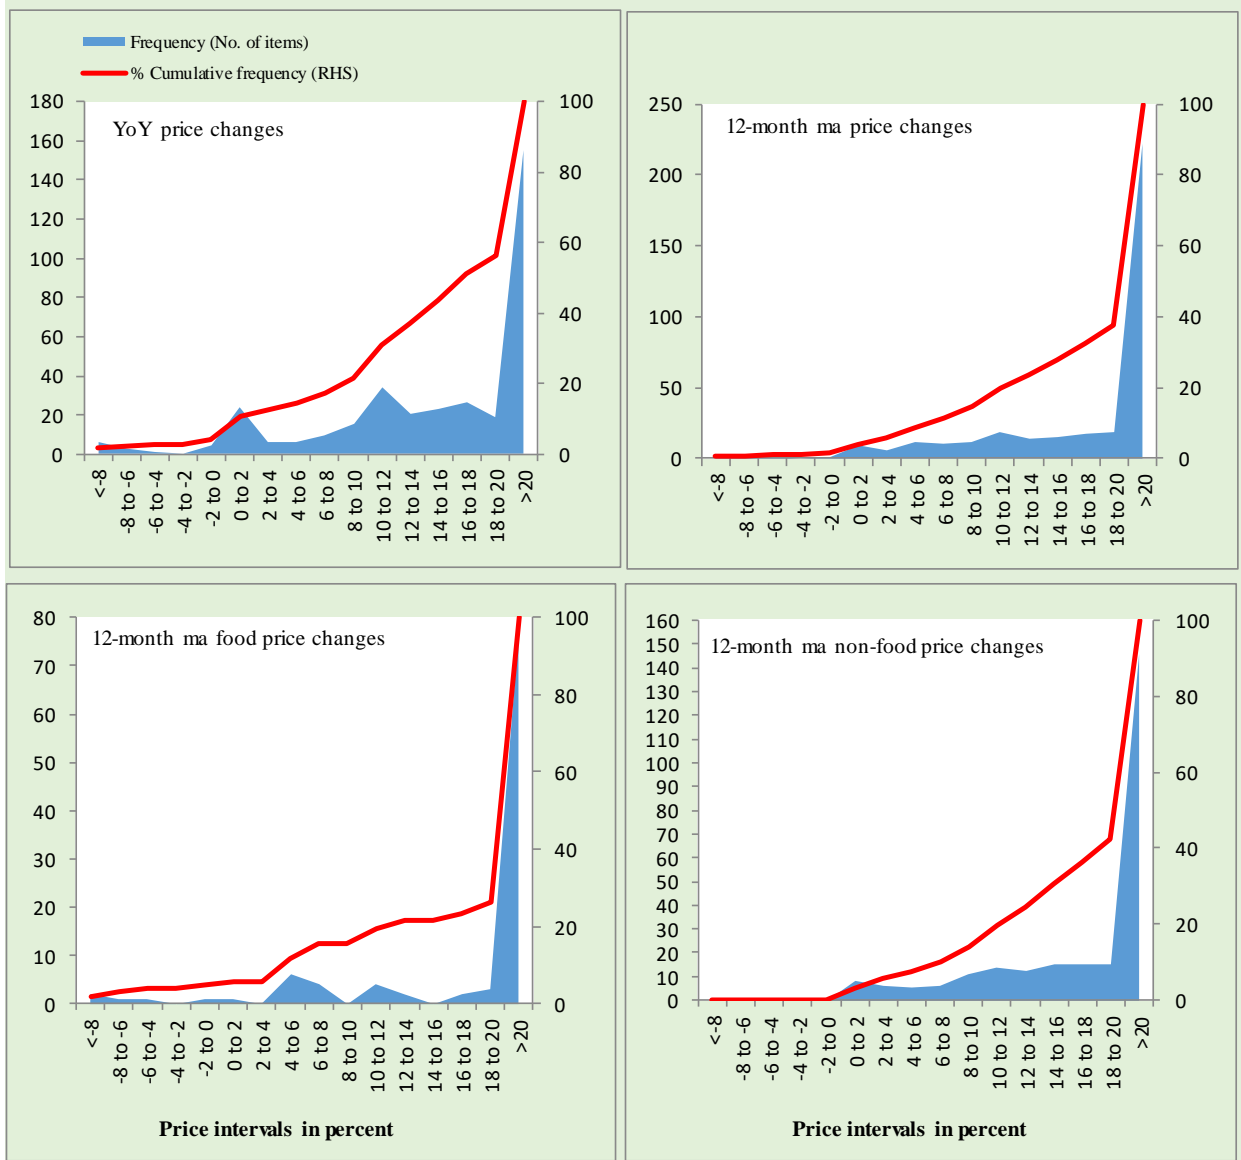 Frequency (No. of items)
% Cumulative frequency (RHS)
YoY price changes
180
160
140
120
100
80
60
40
20
0
100
80
60
40
20
0
<-8
-8 to -6
-6 to -4
-4 to -2
-2 to 0
0 to 2
2 to 4
4 to 6
6 to 8
8 to 10
10 to 12
12 to 14
14 to 16
16 to 18
18 to 20
>20
12-month ma price changes
250
200
150
100
50
0
100
80
60
40
20
0
<-8
-8 to -6
-6 to -4
-4 to -2
-2 to 0
0 to 2
2 to 4
4 to 6
6 to 8
8 to 10
10 to 12
12 to 14
14 to 16
16 to 18
18 to 20
>20
12-month ma food price changes
80
70
60
50
40
30
20
10
0
100
80
60
40
20
0
<-8
-8 to -6
-6 to -4
-4 to -2
-2 to 0
0 to 2
2 to 4
4 to 6
6 to 8
8 to 10
10 to 12
12 to 14
14 to 16
16 to 18
18 to 20
>20
Price intervals in percent
12-month ma non-food price changes
160
150
140
130
120
110
100
90
80
70
60
50
40
30
20
10
0
100
80
60
40
20
0
<-8
-8 to -6
-6 to -4
-4 to -2
-2 to 0
0 to 2
2 to 4
4 to 6
6 to 8
8 to 10
10 to 12
12 to 14
14 to 16
16 to 18
18 to 20
>20
Price intervals in percent